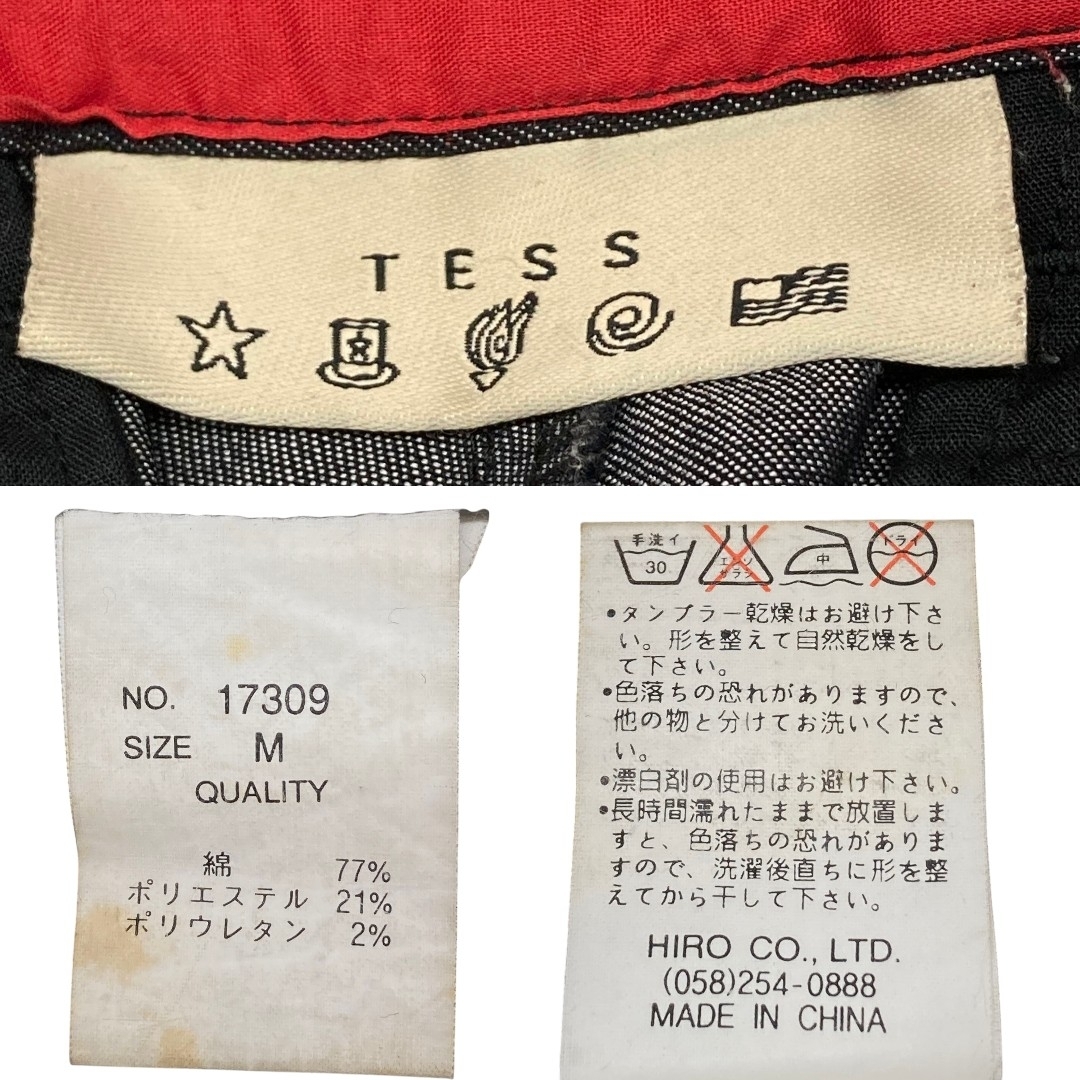 TESS
NO. 17309
SIZE M
QUALITY
綿 77%
ポリエステル 21%
ポリウレタン 2%
手洗イ
30
エンソ
サラシ
中
ドライ
•タンブラー乾燥はお避け下さ
い。形を整えて自然乾燥をし
て下さい。
•色落ちの恐れがありますので、
他の物と分けてお洗いくださ
い。
•漂白剤の使用はお避け下さい。
•長時間濡れたままで放置しま
すと、色落ちの恐れがありま
すので、洗濯後直ちに形を整
えてから干して下さい。
HIRO CO., LTD.
(058)254-0888
MADE IN CHINA